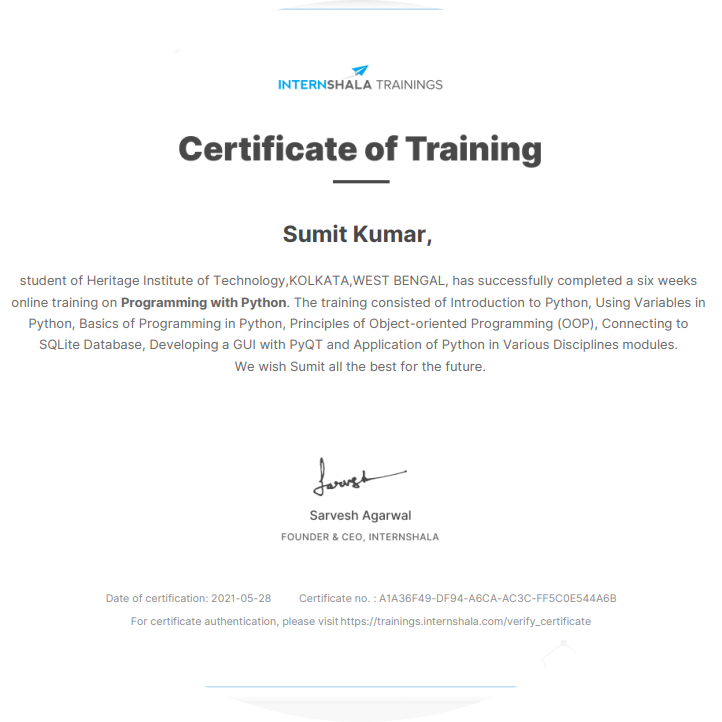 INTERNSHALA TRAININGS
Certificate of Training
Sumit Kumar,
student of Heritage Institute of Technology,KOLKATA,WEST BENGAL, has successfully completed a six weeks
online training on Programming with Python. The training consisted of Introduction to Python, Using Variables in
Python, Basics of Programming in Python, Principles of Object-oriented Programming (OOP), Connecting to
SQLite Database, Developing a GUI with PyQT and Application of Python in Various Disciplines modules.
We wish Sumit all the best for the future.
Sarvesh
Sarvesh Agarwal
FOUNDER & CEO, INTERNSHALA
Date of certification: 2021-05-28 Certificate no. : A1A36F49-DF94-A6CA-AC3C-FF5C0E544A6B
For certificate authentication, please visit https://trainings.internshala.com/verify_certificate